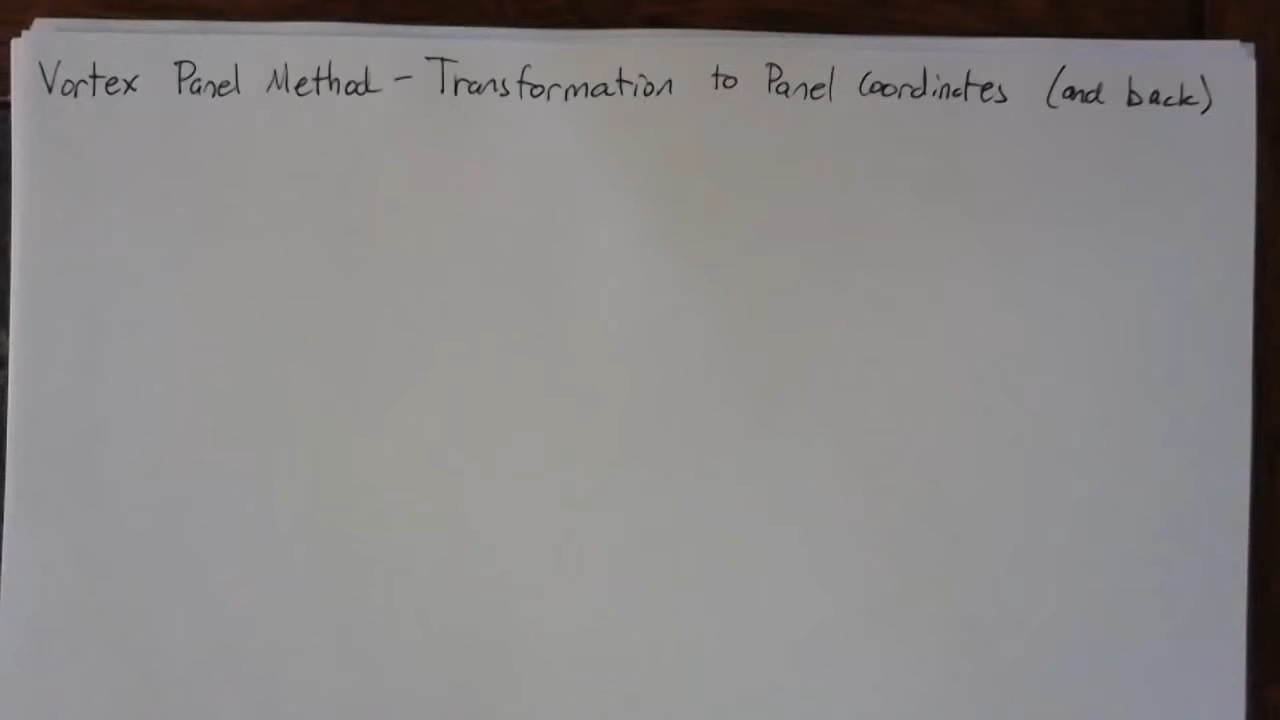 Vortex Panel Method - Transformation to Panel Coordinates (and back)